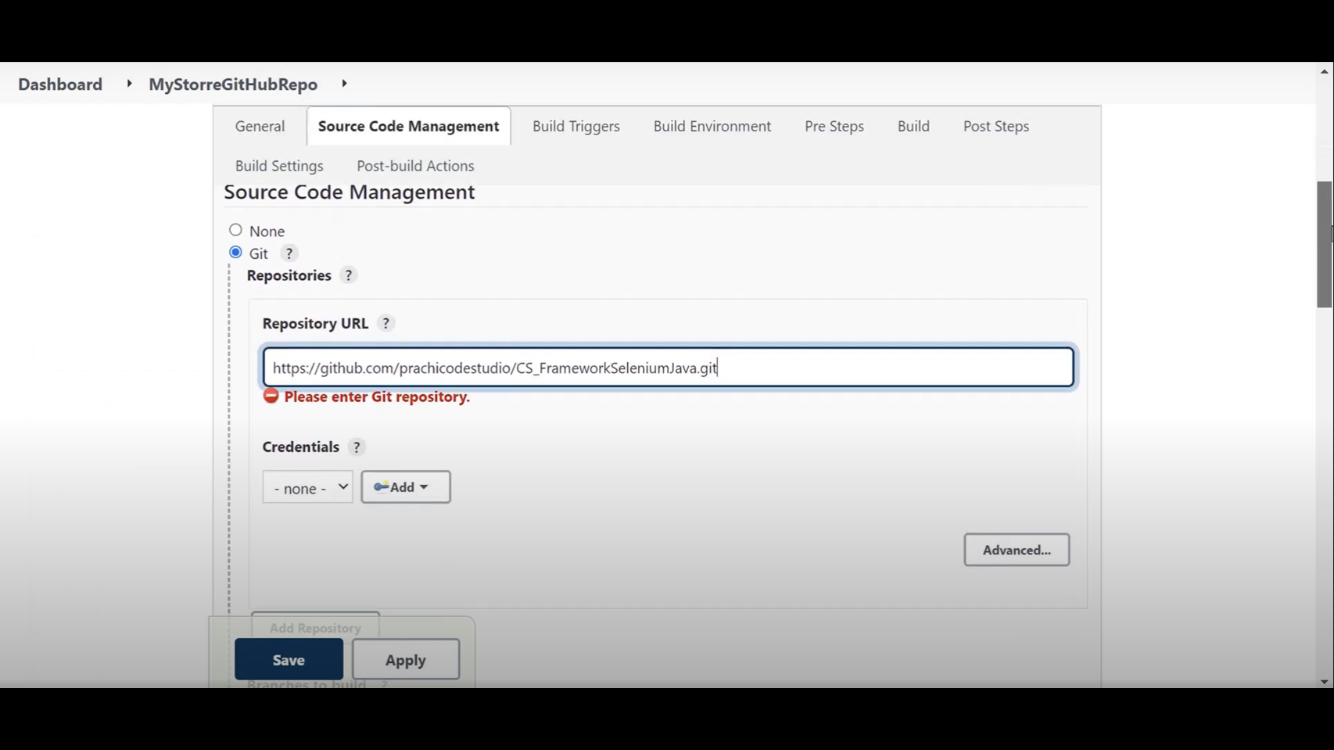 Dashboard MyStorreGitHubRepo
General Source Code Management Build Triggers Build Environment Pre Steps Build Post Steps
Build Settings Post-build Actions
Source Code Management
None
Git ?
Repositories ?
Repository URL ?
https://github.com/prachicodestudio/CS_FrameworkSeleniumJava.git
Please enter Git repository.
Credentials ?
- none - Add
Advanced...
Add Repository
Save Apply
Branches to build ?